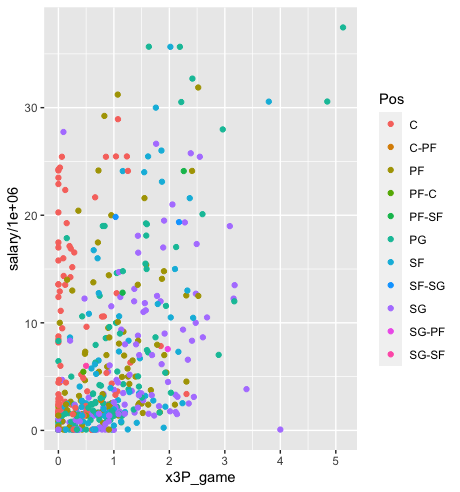 salary/1e+06
30
20
10
0
0
1
2
3
4
5
x3P_game
Pos
C
C-PF
PF
PF-C
PF-SF
PG
SF
SF-SG
SG
SG-PF
SG-SF